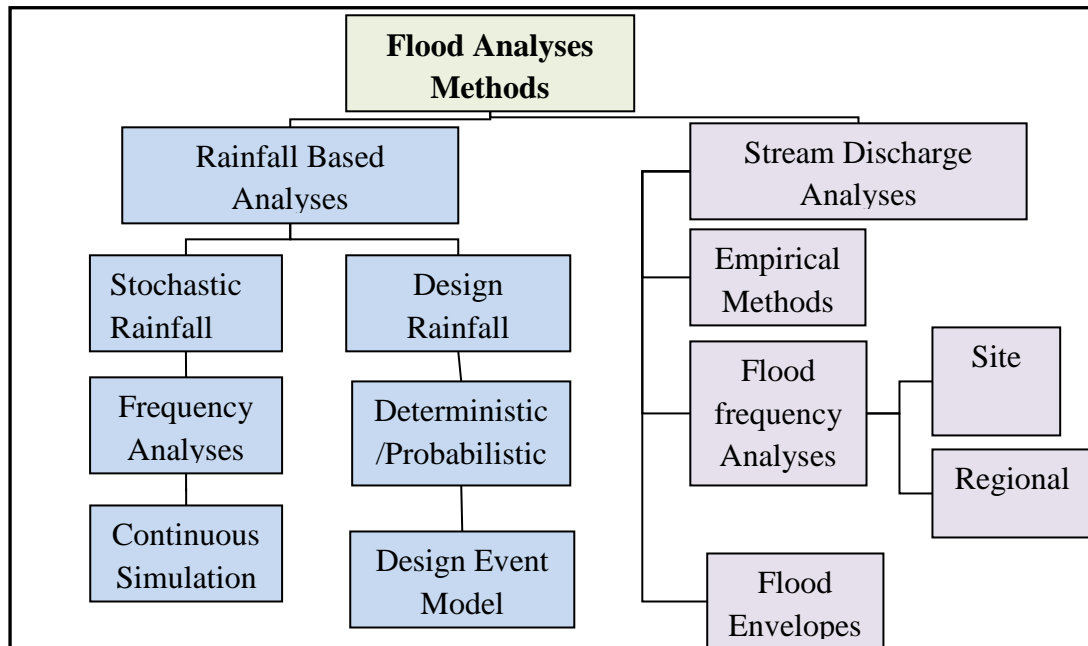 Flood Analyses
Methods
Rainfall Based
Analyses
Stochastic
Rainfall
Frequency
Analyses
Continuous
Simulation
Design
Rainfall
Deterministic
/Probabilistic
Design Event
Model
Stream Discharge
Analyses
Empirical
Methods
Flood
frequency
Analyses
Site
Regional
Flood
Envelopes